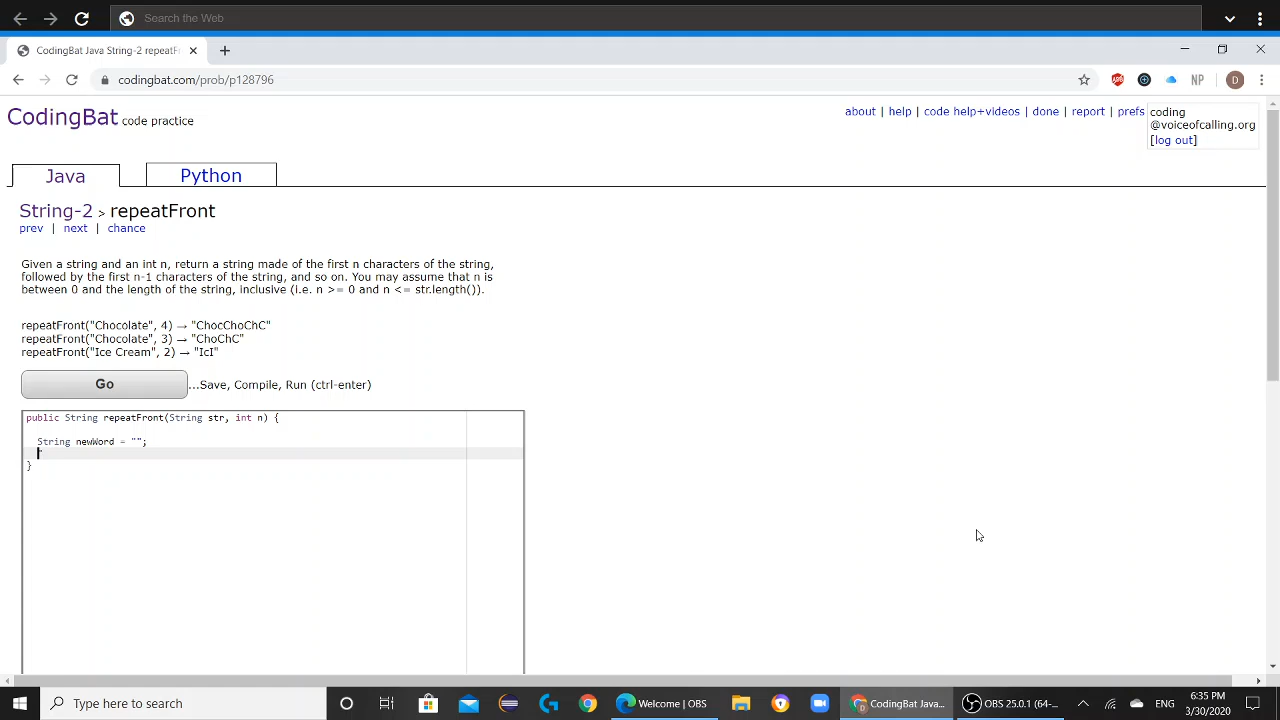 Search the Web
CodingBat Java String-2 repeatFr
codingbat.com/prob/p128796
NP
D
CodingBat code practice
about | help | code help+videos | done | report | prefs
coding
@voiceofcalling.org
[log out]
Java
Python
String-2 > repeatFront
prev | next | chance
Given a string and an int n, return a string made of the first n characters of the string,
followed by the first n-1 characters of the string, and so on. You may assume that n is
between 0 and the length of the string, inclusive (i.e. n >= 0 and n <= str.length()).
repeatFront("Chocolate", 4) → "ChocChoChC"
repeatFront("Chocolate", 3) → "ChoChC"
repeatFront("Ice Cream", 2) → "IcI"
Go
...Save, Compile, Run (ctrl-enter)
public String repeatFront(String str, int n) {
String newWord = "";
}
Type here to search
Welcome | OBS
CodingBat Java...
OBS 25.0.1 (64-...
ENG
6:35 PM
3/30/2020